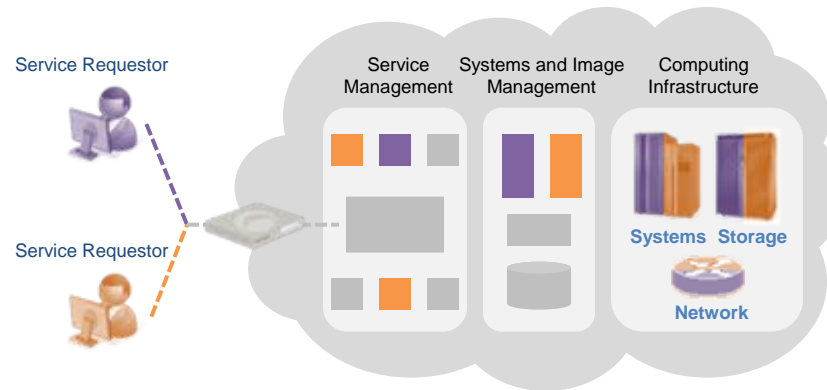 Service Requestor
Service Requestor
Service
Management
Systems and Image
Management
Computing
Infrastructure
Systems Storage
Network